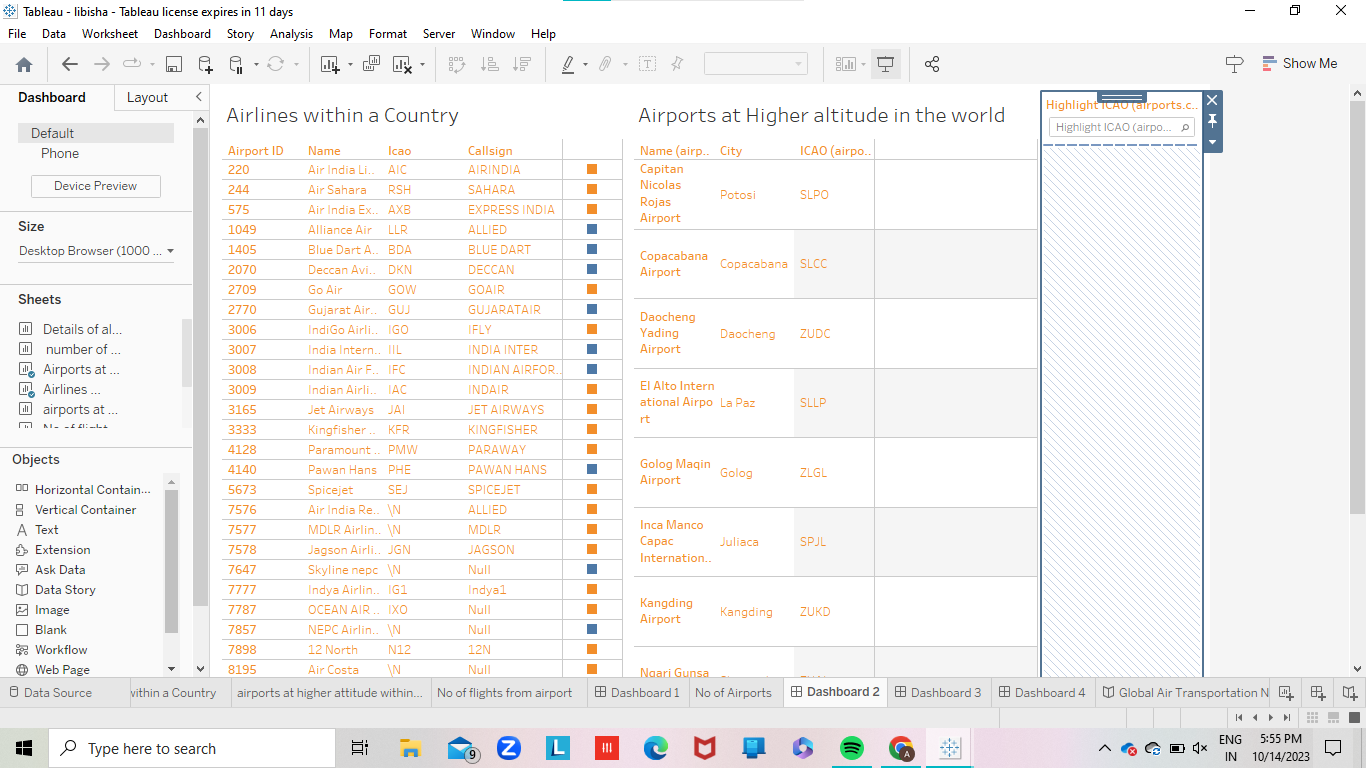 Tableau - libisha - Tableau license expires in 11 days
File Data Worksheet Dashboard Story Analysis Map Format Server Window Help
Show Me
Dashboard Layout
Default
Phone
Device Preview
Size
Desktop Browser (1000 ...
Sheets
Details of al...
number of ...
Airports at ...
Airlines ...
airports at ...
No of flight
Objects
Horizontal Contain...
Vertical Container
Text
Extension
Ask Data
Data Story
Image
Blank
Workflow
Web Page
Airlines within a Country
Airport ID Name Icao Callsign
220 Air India Li.. AIC AIRINDIA
244 Air Sahara RSH SAHARA
575 Air India Ex.. AXB EXPRESS INDIA
1049 Alliance Air LLR ALLIED
1405 Blue Dart A.. BDA BLUE DART
2070 Deccan Avi.. DKN DECCAN
2709 Go Air GOW GOAIR
2770 Gujarat Air.. GUJ GUJARATAIR
3006 IndiGo Airli.. IGO IFLY
3007 India Intern.. IIL INDIA INTER
3008 Indian Air F.. IFC INDIAN AIRFOR..
3009 Indian Airli.. IAC INDAIR
3165 Jet Airways JAI JET AIRWAYS
3333 Kingfisher .. KFR KINGFISHER
4128 Paramount .. PMW PARAWAY
4140 Pawan Hans PHE PAWAN HANS
5673 Spicejet SEJ SPICEJET
7576 Air India Re.. \N ALLIED
7577 MDLR Airlin.. \N MDLR
7578 Jagson Airli.. JGN JAGSON
7647 Skyline nepc \N Null
7777 Indya Airlin.. IG1 Indya1
7787 OCEAN AIR .. IXO Null
7857 NEPC Airlin.. \N Null
7898 12 North N12 12N
8195 Air Costa \N Null
Airports at Higher altitude in the world
Name (airp.. City ICAO (airpo..
Capitan
Nicolas
Rojas
Airport
Potosi SLPO
Copacabana
Airport
Copacabana SLCC
Daocheng
Yading
Airport
Daocheng ZUDC
El Alto Intern
ational Airpo
rt
La Paz SLLP
Golog Maqin
Airport
Golog ZLGL
Inca Manco
Capac
Internation..
Juliaca SPJL
Kangding
Airport
Kangding ZUKD
Ngari Gunsa
Highlight ICAO (airports.c..
Highlight ICAO (airpo...
Data Source within a Country airports at higher attitude within... No of flights from airport Dashboard 1 No of Airports Dashboard 2 Dashboard 3 Dashboard 4 Global Air Transportation N
Type here to search
9
A
ENG
IN
5:55 PM
10/14/2023